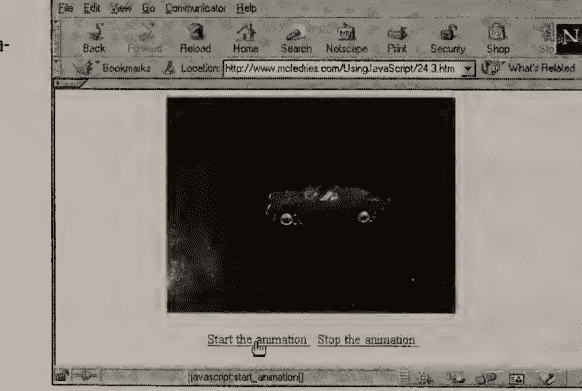 a-
File Edit View Go Communicator Help
Back Forward Reload Home Search Netscape Print Security Shop Stop N
Bookmarks Location: http://www.mcfedries.com/UsingJavaScript/24.3.htm What's Related
Start the animation Stop the animation
javascript:start_animation()